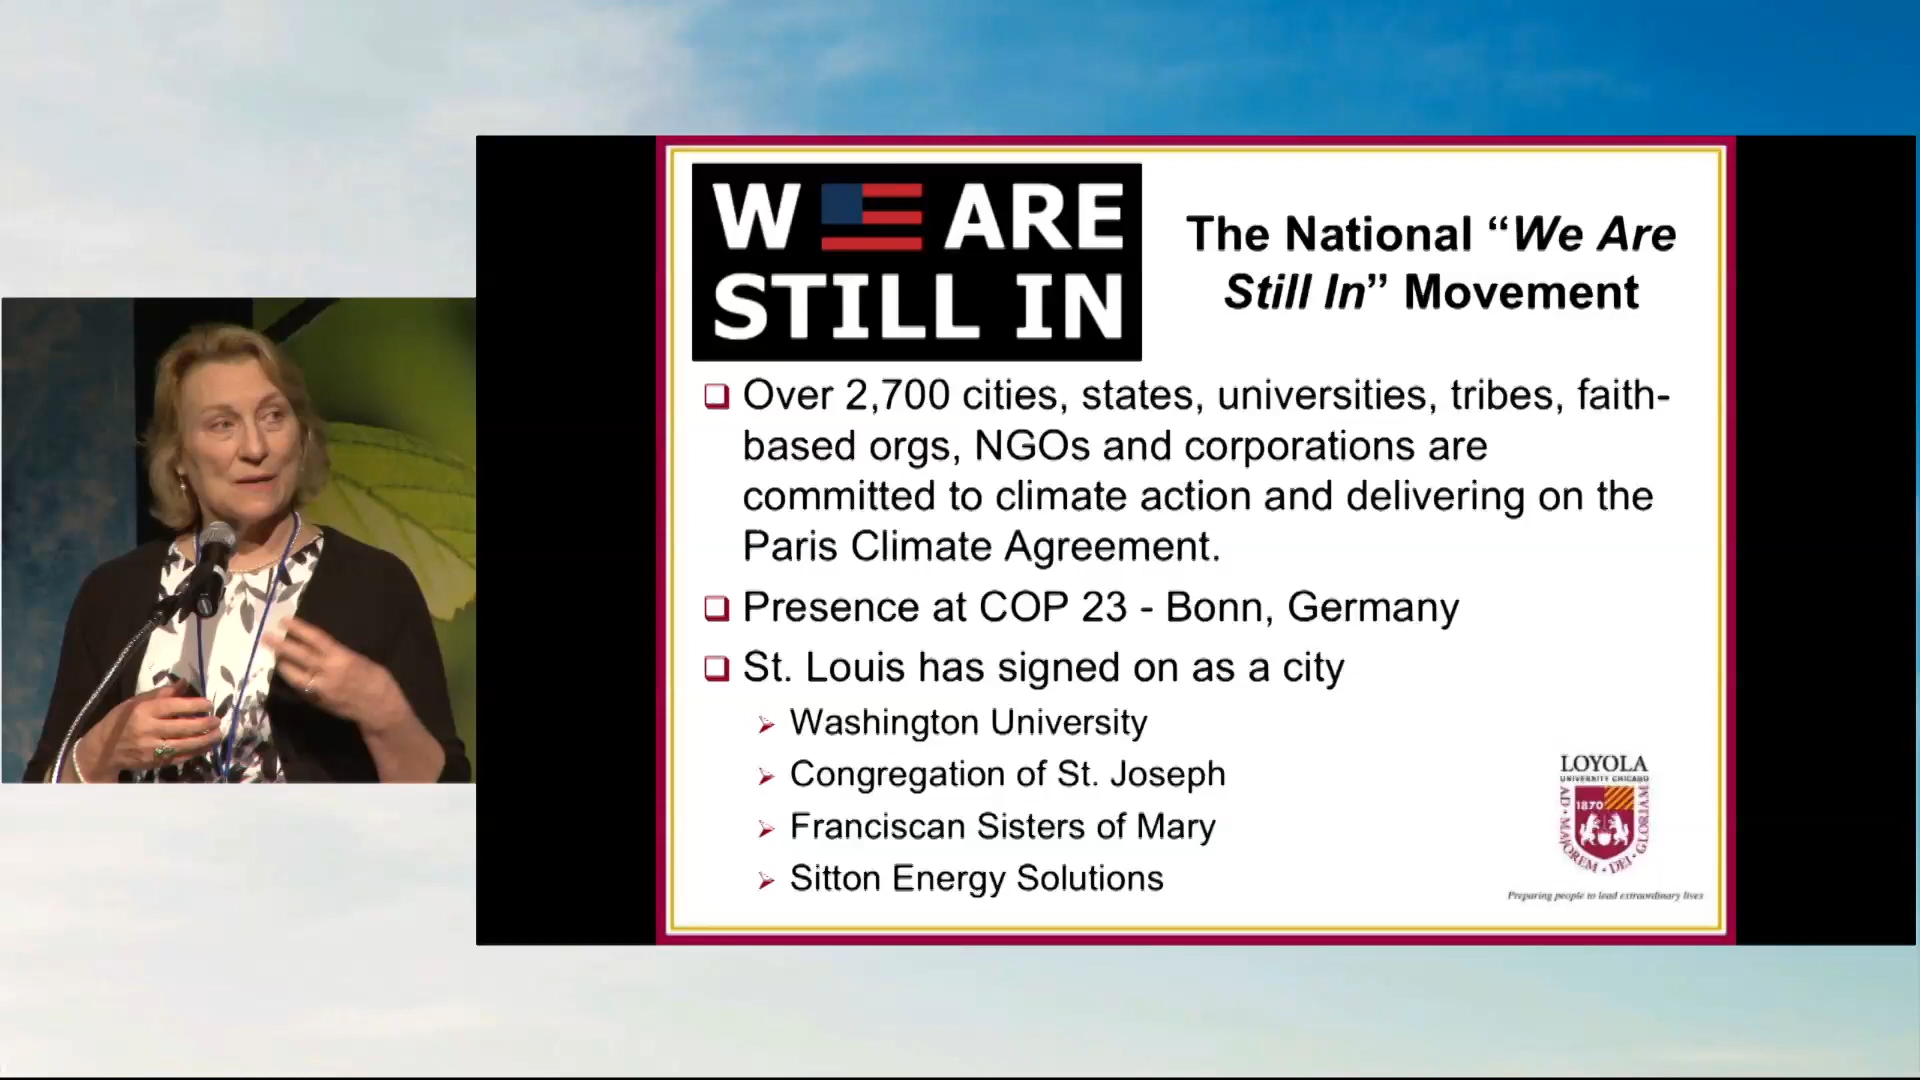 W ARE
STILL IN
The National “We Are
Still In” Movement
Over 2,700 cities, states, universities, tribes, faith-
based orgs, NGOs and corporations are
committed to climate action and delivering on the
Paris Climate Agreement.
Presence at COP 23 - Bonn, Germany
St. Louis has signed on as a city
Washington University
Congregation of St. Joseph
Franciscan Sisters of Mary
Sitton Energy Solutions
LOYOLA
UNIVERSITY CHICAGO
1870
AD • MAJOREM • DEI • GLORIAM
Preparing people to lead extraordinary lives